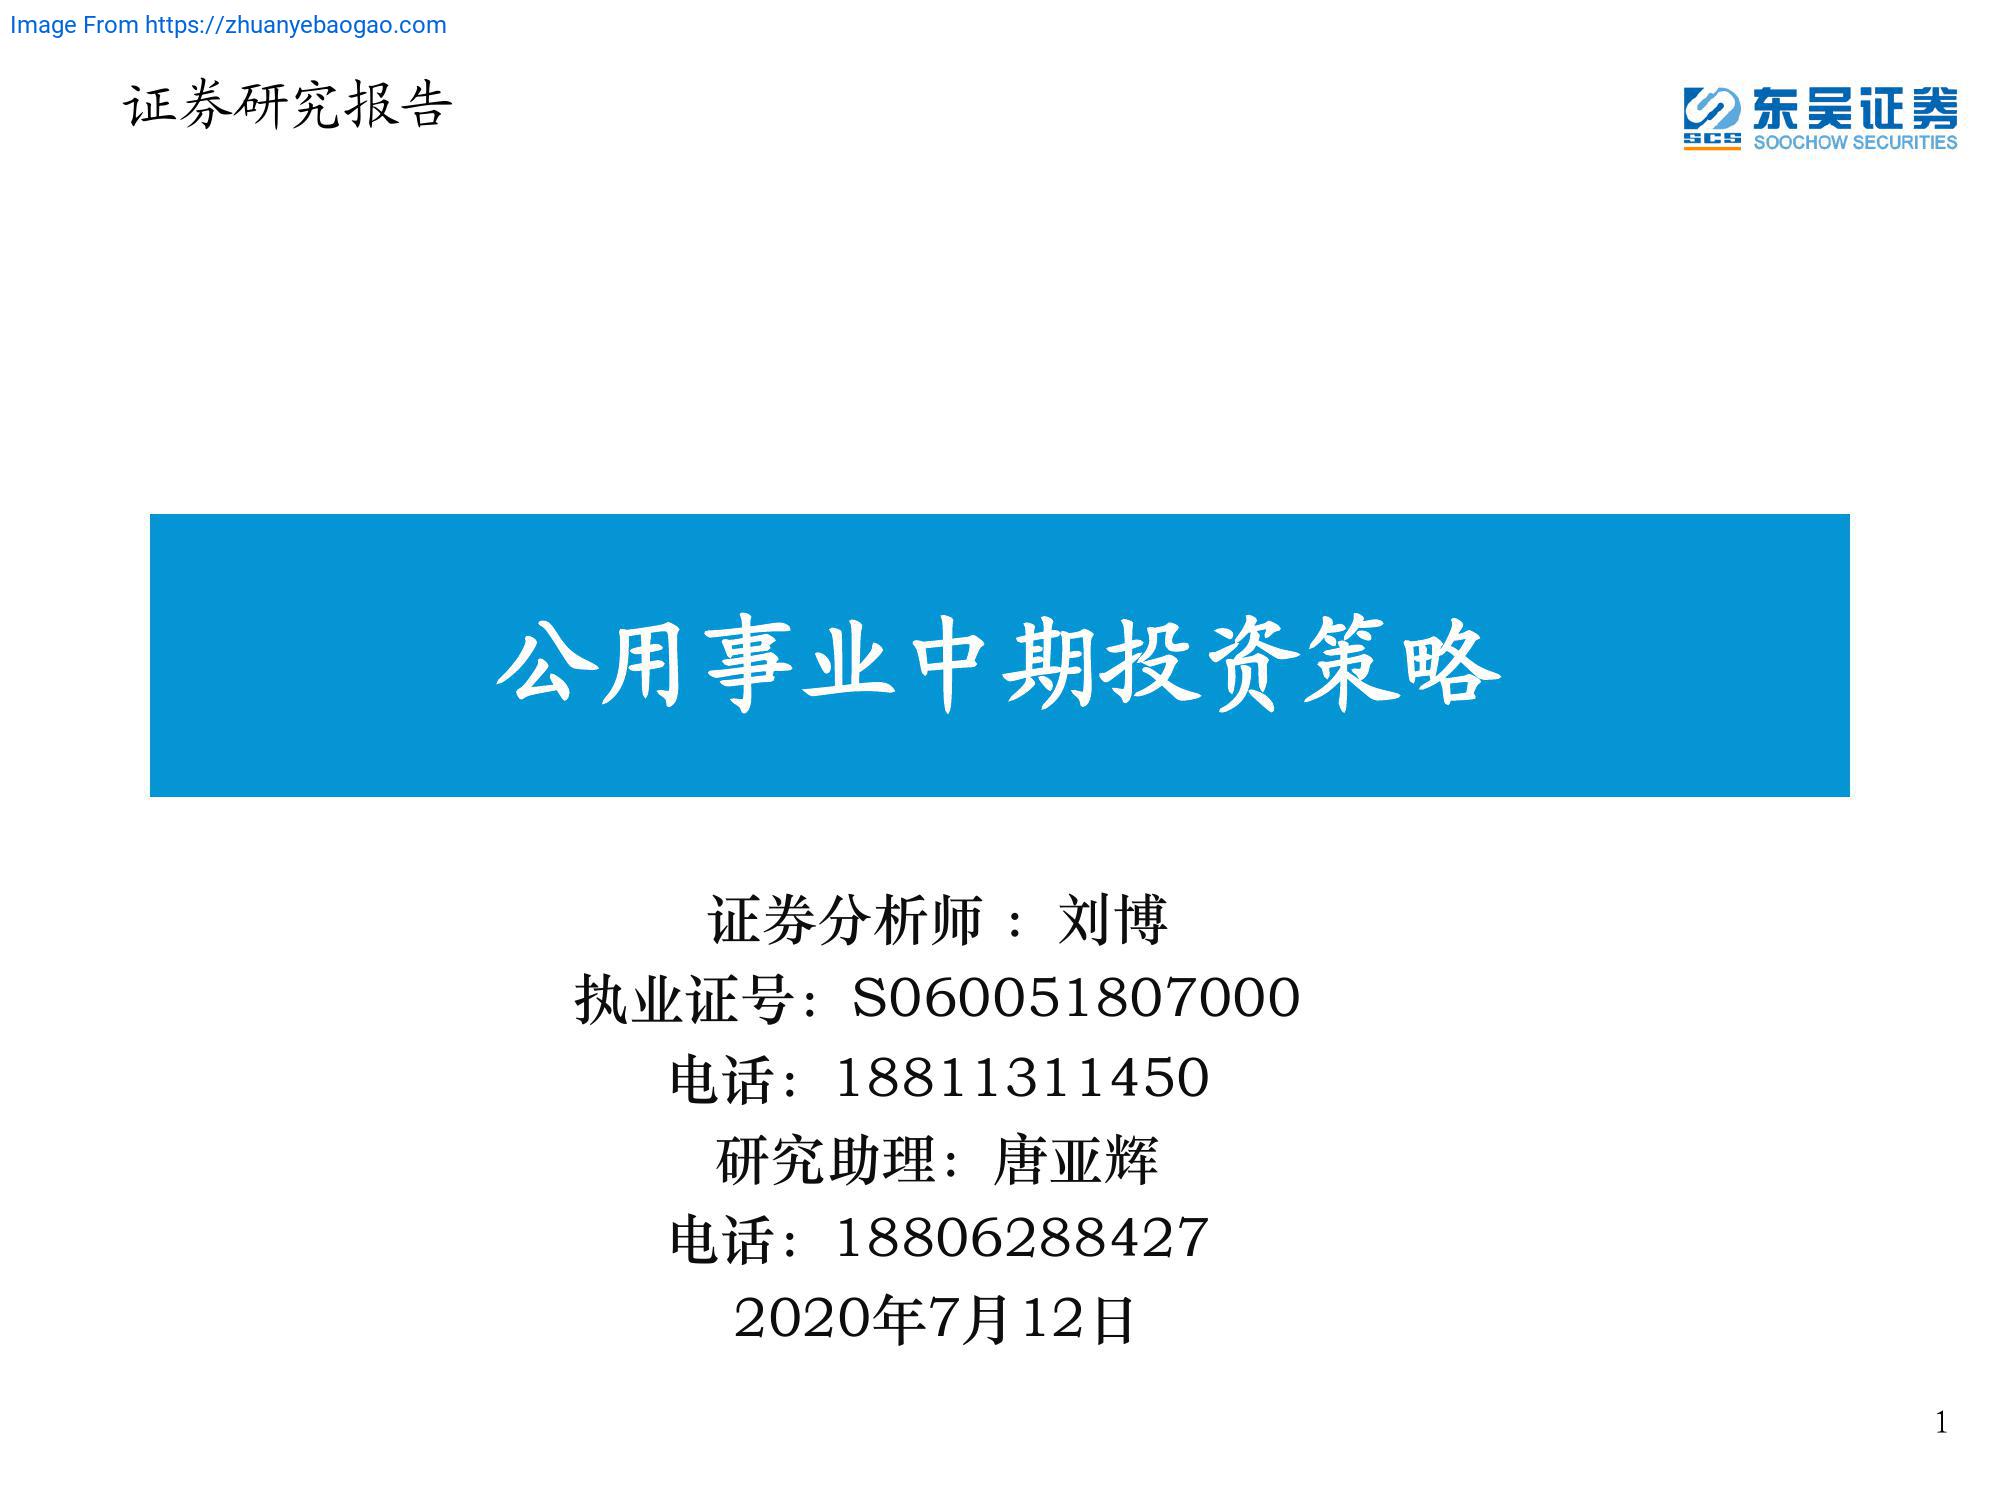 Image From https://zhuanyebaogao.com
证券研究报告
SCS 东吴证券
SOOCHOW SECURITIES
公用事业中期投资策略
证券分析师 ： 刘博
执业证号：S060051807000
电话：18811311450
研究助理：唐亚辉
电话：18806288427
2020年7月12日
1